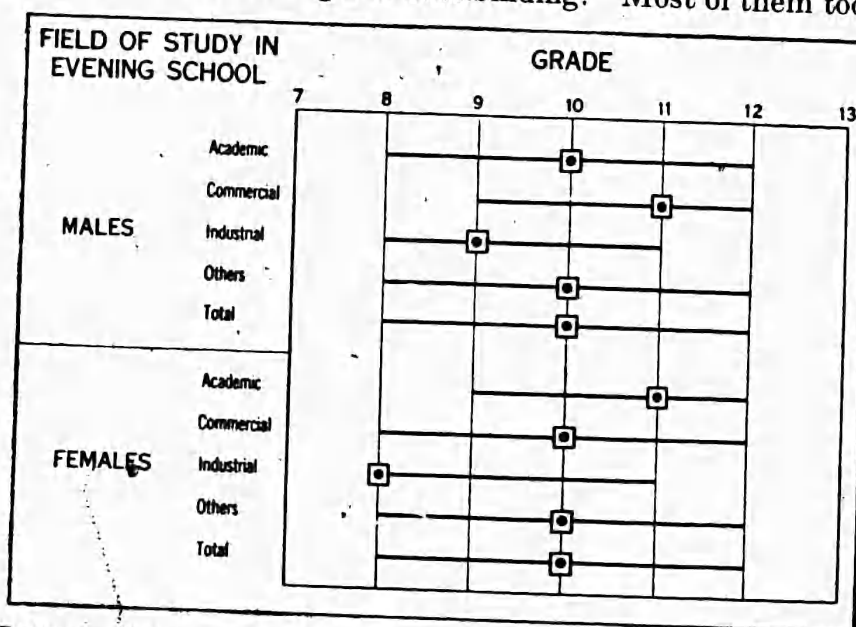 Most of them too
FIELD OF STUDY IN
EVENING SCHOOL
GRADE
7 8 9 10 11 12 13
MALES
Academic
Commercial
Industrial
Others
Total
FEMALES
Academic
Commercial
Industrial
Others
Total